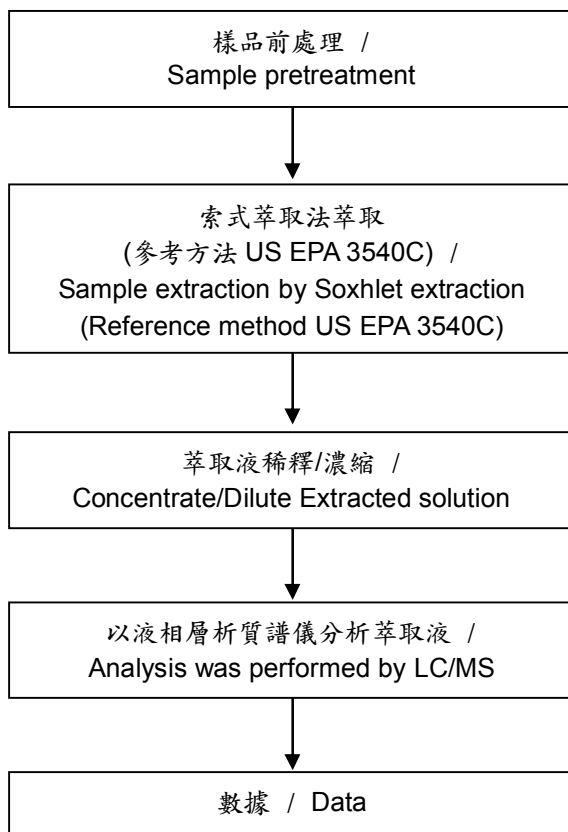 樣品前處理 /
Sample pretreatment
索式萃取法萃取
(參考方法 US EPA 3540C) /
Sample extraction by Soxhlet extraction
(Reference method US EPA 3540C)
萃取液稀釋/濃縮 /
Concentrate/Dilute Extracted solution
以液相層析質譜儀分析萃取液 /
Analysis was performed by LC/MS
數據 / Data